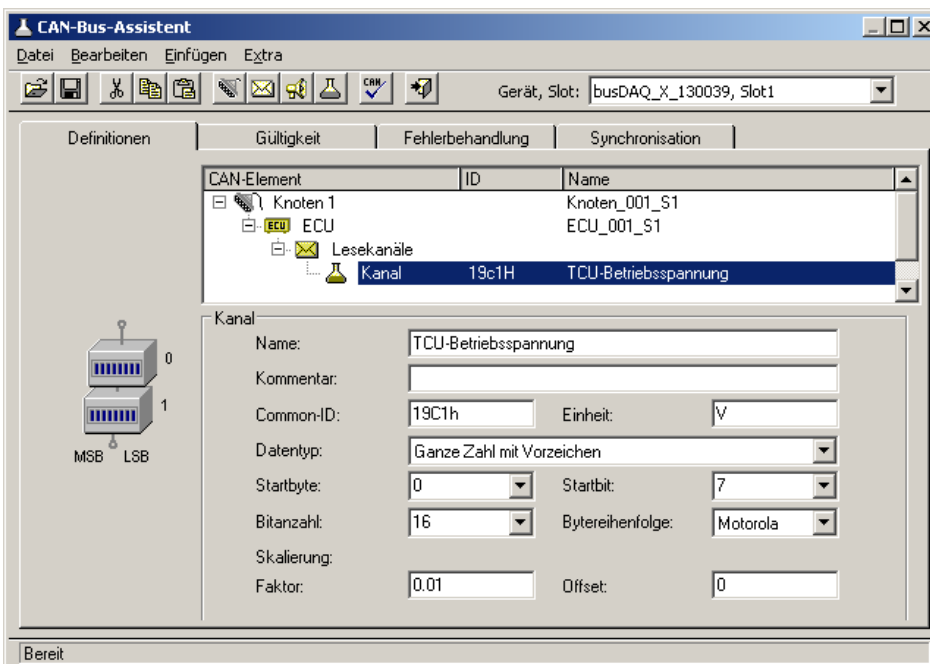 CAN-Bus-Assistent
Datei Bearbeiten Einfügen Extra
CAN
Gerät, Slot: busDAQ_X_130039, Slot1
Definitionen Gültigkeit Fehlerbehandlung Synchronisation
CAN-Element ID Name
Knoten 1 Knoten_001_S1
ECU ECU ECU_001_S1
Lesekanäle
Kanal 19c1H TCU-Betriebsspannung
Kanal
Name: TCU-Betriebsspannung
0
Kommentar:
1
Common-ID: 19C1h Einheit: V
MSB LSB
Datentyp: Ganze Zahl mit Vorzeichen
Startbyte: 0 Startbit: 7
Bitanzahl: 16 Bytereihenfolge: Motorola
Skalierung:
Faktor: 0.01 Offset: 0
Bereit